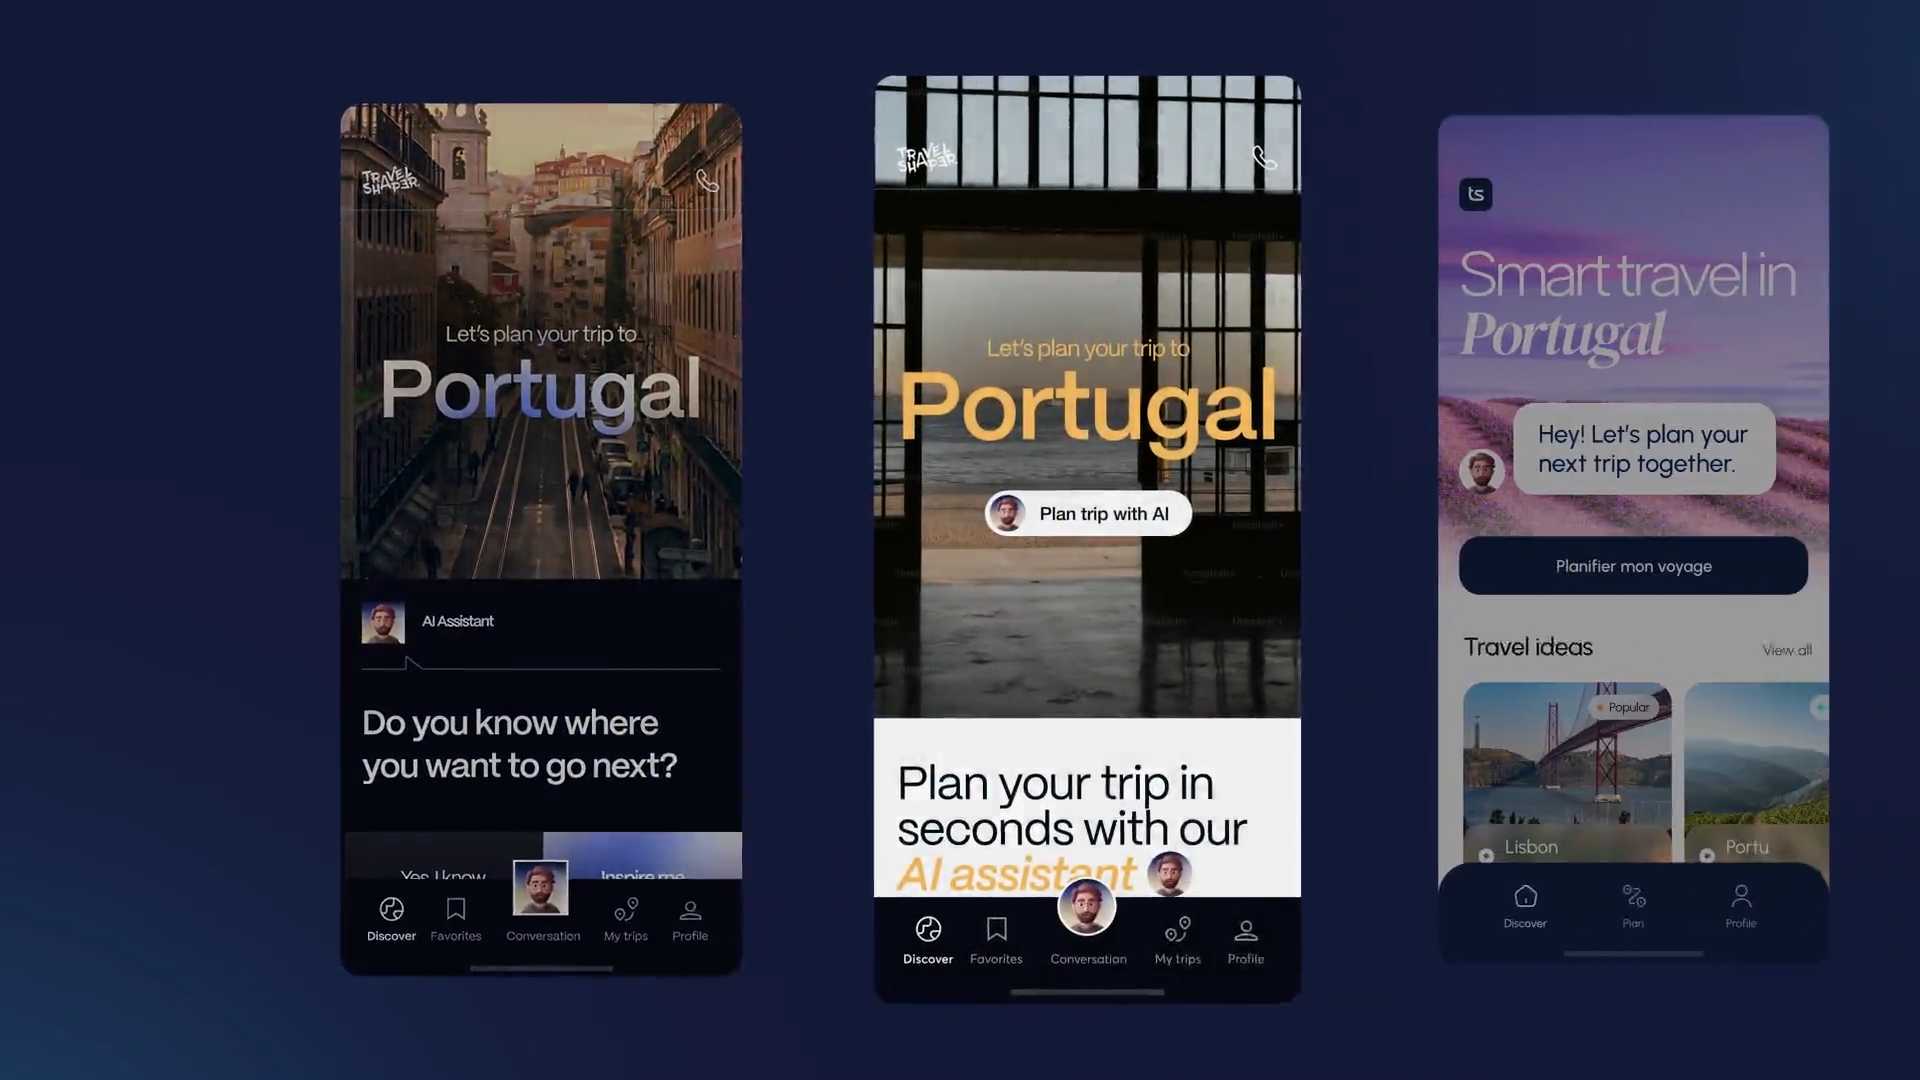 TRAVEL
SHAPER
Let's plan your trip to
Portugal
AI Assistant
Do you know where
you want to go next?
Yes, I know
Inspire me
Discover
Favorites
Conversation
My trips
Profile
TRAVEL
SHAPER
Let's plan your trip to
Portugal
Plan trip with AI
Plan your trip in
seconds with our
AI assistant
Discover
Favorites
Conversation
My trips
Profile
ts
Smart travel in
Portugal
Hey! Let's plan your
next trip together.
Planifier mon voyage
Travel ideas
View all
Popular
Lisbon
Portu
Discover
Plan
Profile